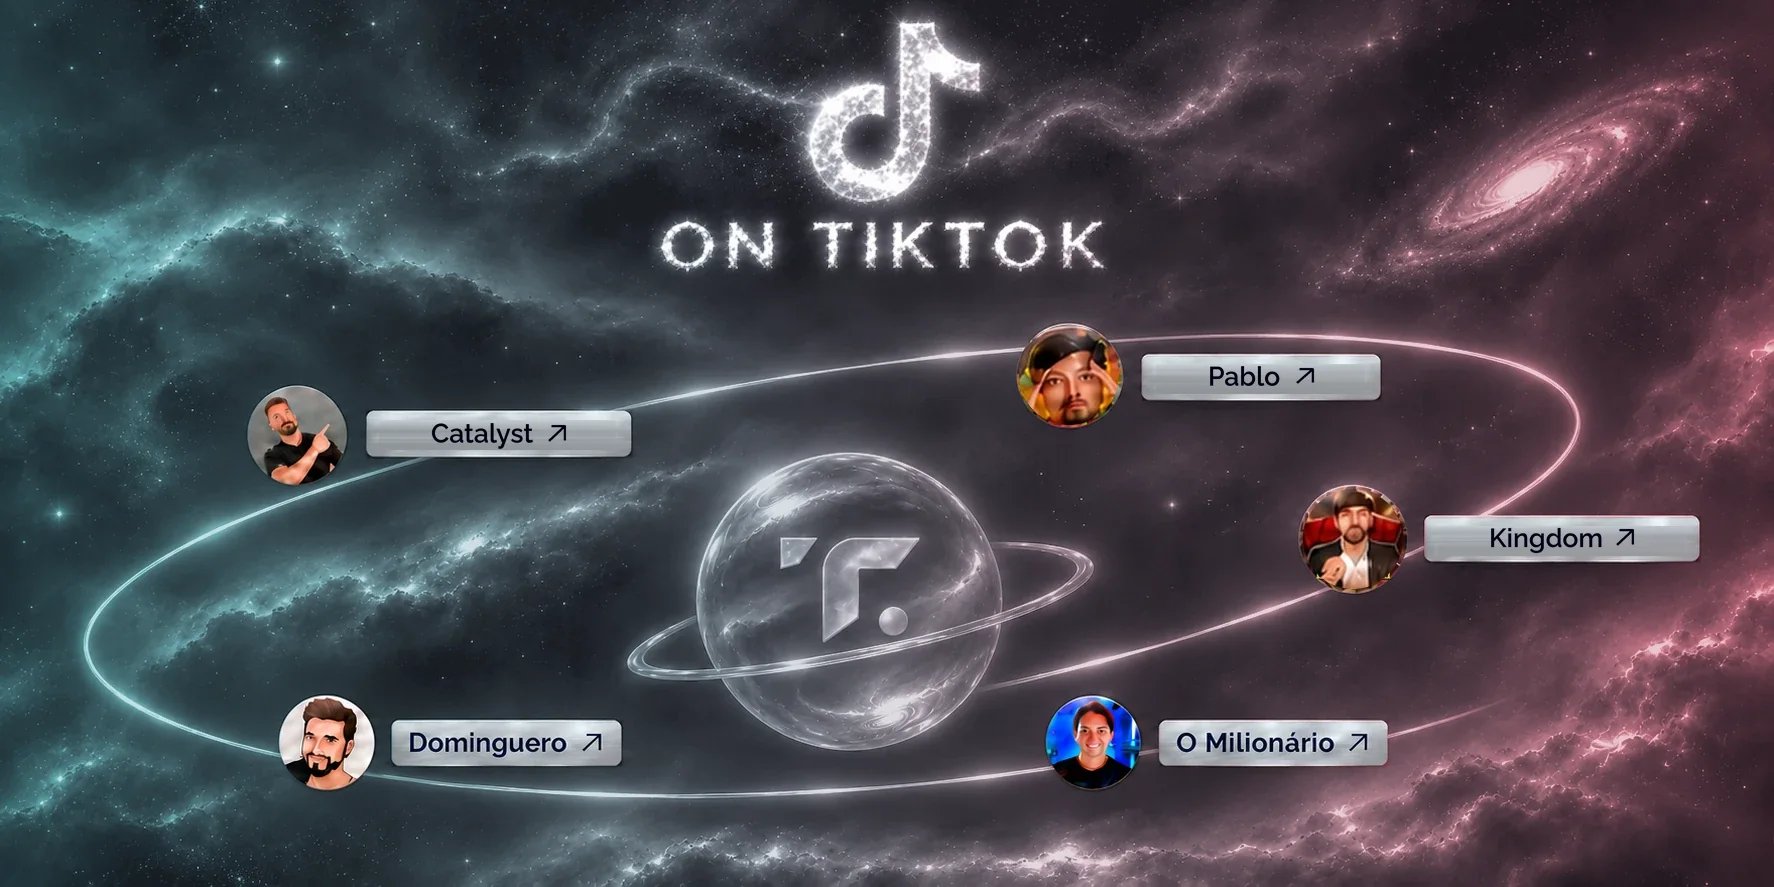 ON TIKTOK
Pablo
Catalyst
Kingdom
Dominguero
O Milionário